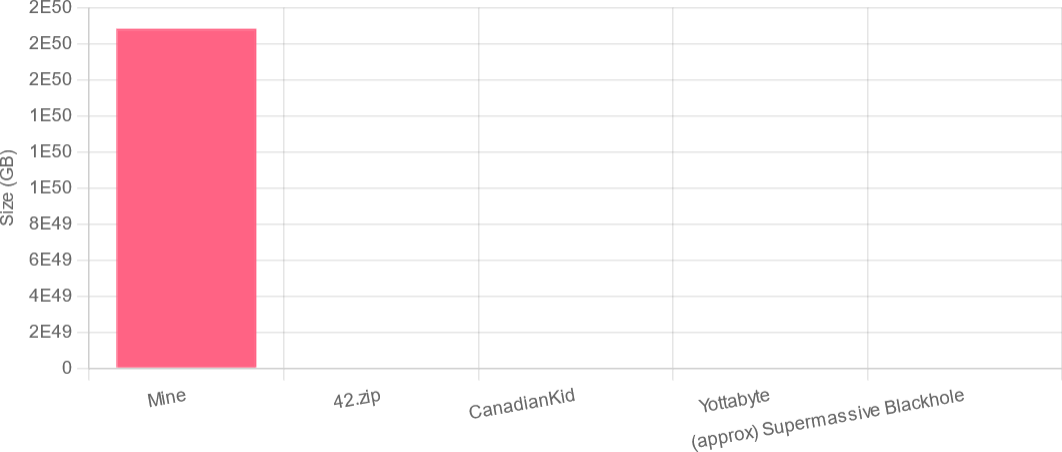 2E50
2E50
2E50
1E50
1E50
1E50
8E49
6E49
4E49
2E49
0
Size (GB)
Mine
42.zip
CanadianKid
Yottabyte
(approx) Supermassive Blackhole